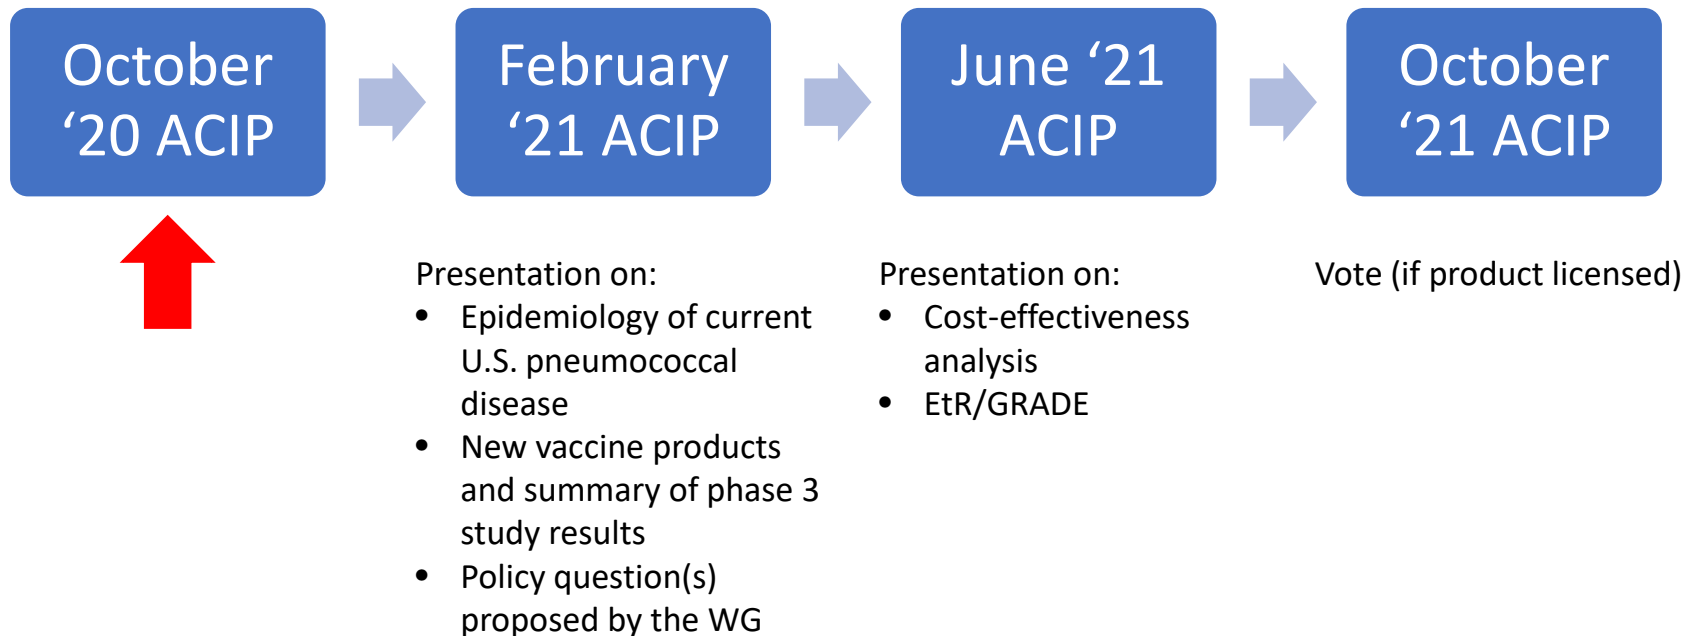 October
‘20 ACIP
February
‘21 ACIP
June ‘21
ACIP
October
‘21 ACIP
Presentation on:
• Epidemiology of current
U.S. pneumococcal
disease
• New vaccine products
and summary of phase 3
study results
• Policy question(s)
proposed by the WG
Presentation on:
• Cost-effectiveness
analysis
• EtR/GRADE
Vote (if product licensed)